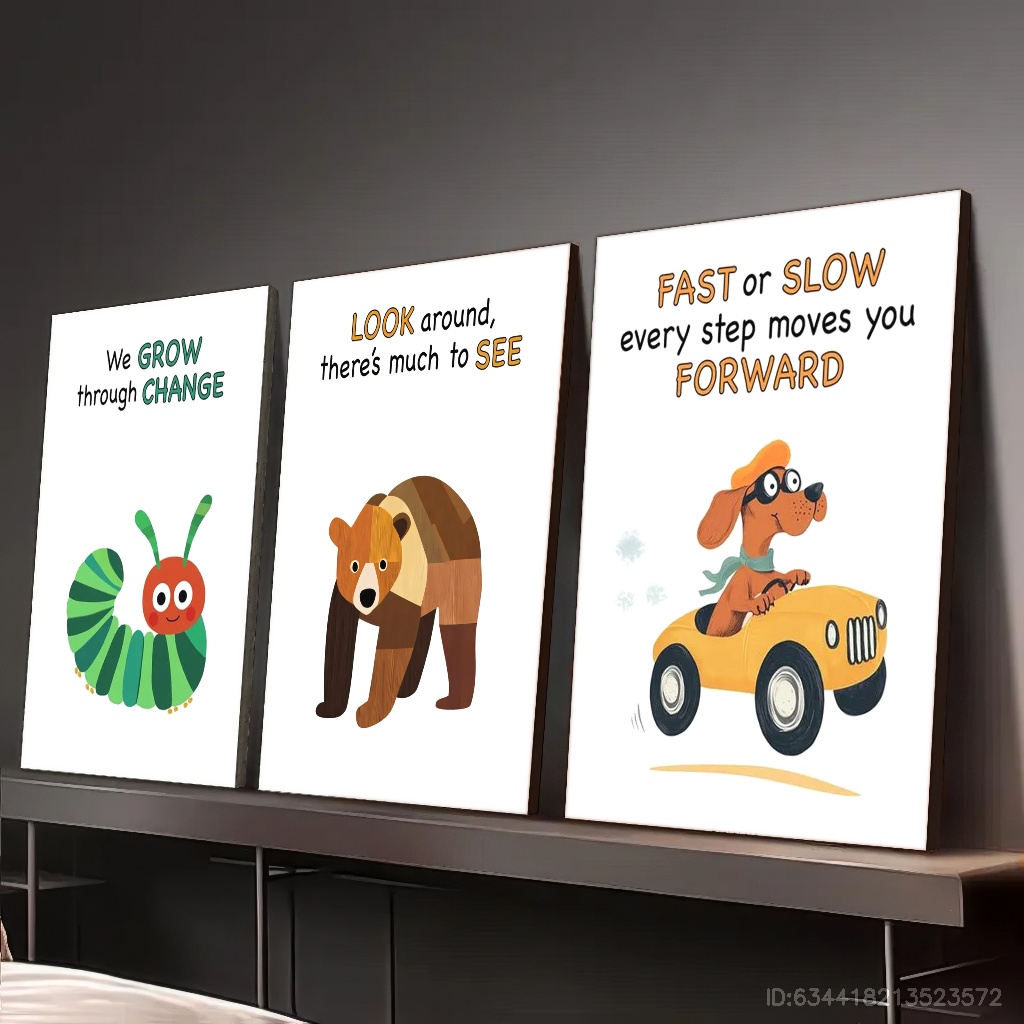 We GROW
through CHANGE
LOOK around,
there's much to SEE
FAST or SLOW
every step moves you
FORWARD
ID:634418213523572